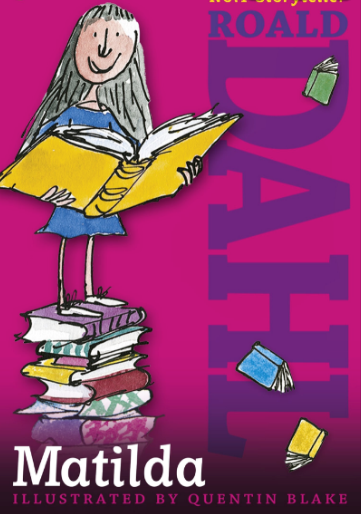 ROALD
DAHL
Matilda
ILLUSTRATED BY QUENTIN BLAKE